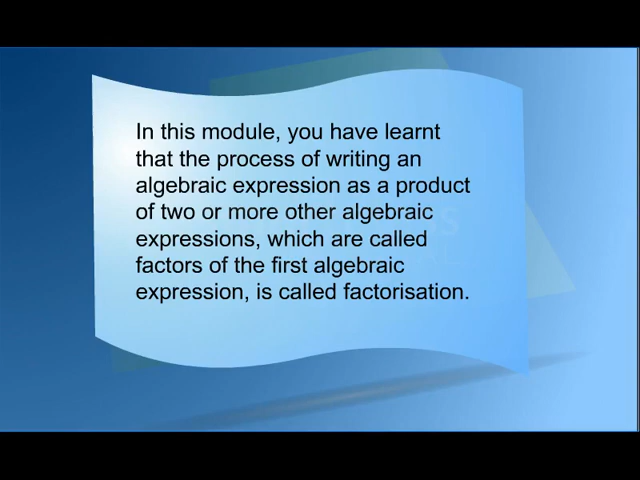 In this module, you have learnt
that the process of writing an
algebraic expression as a product
of two or more other algebraic
expressions, which are called
factors of the first algebraic
expression, is called factorisation.